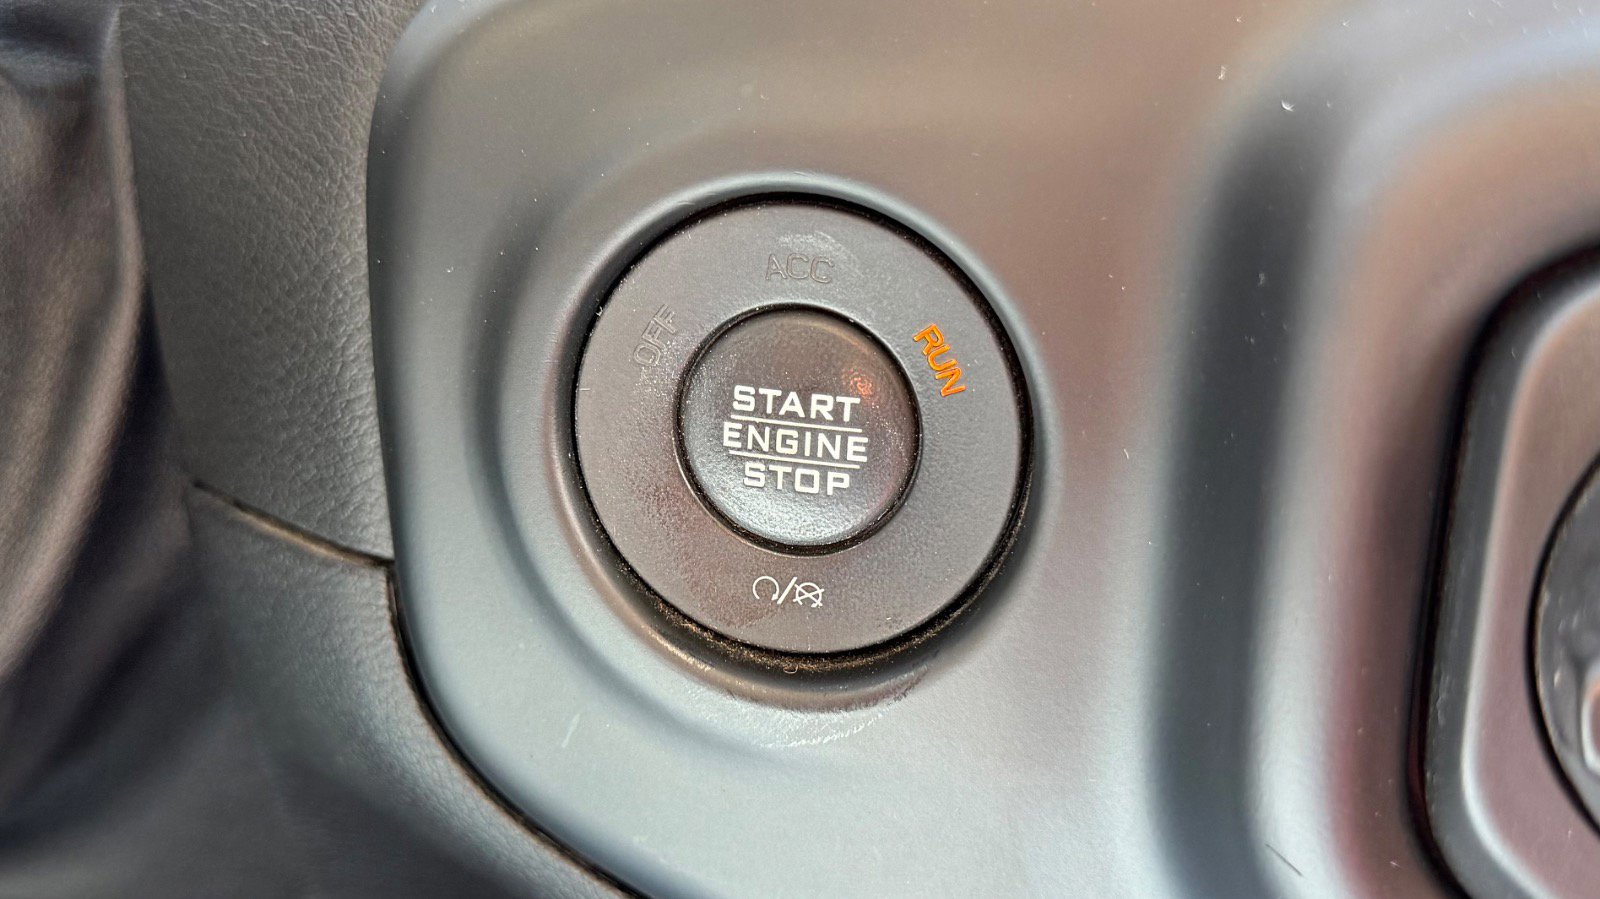 ACC
OFF
RUN
START
ENGINE
STOP